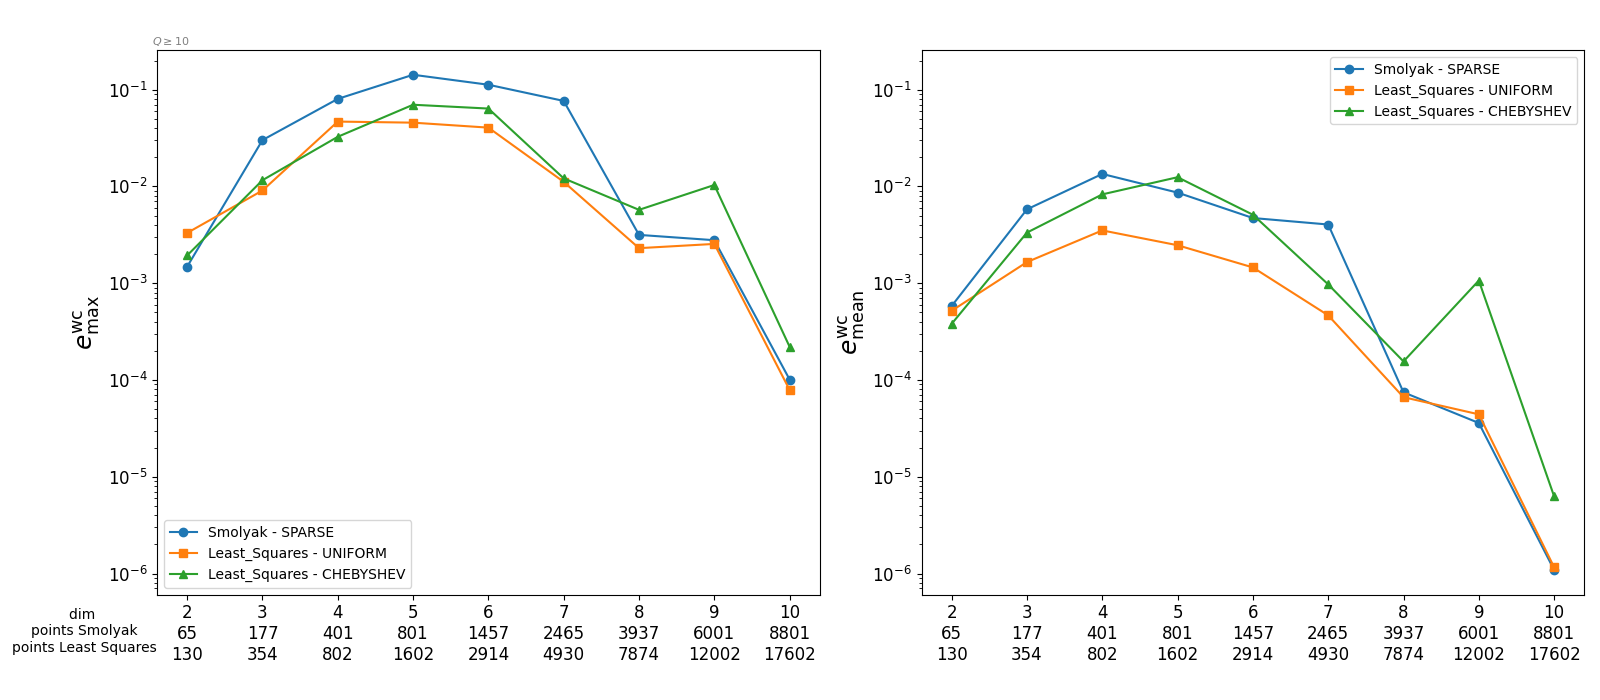 Q ≥ 10
10⁻¹
10⁻²
10⁻³
10⁻⁴
10⁻⁵
10⁻⁶
e^wc_max
Smolyak - SPARSE
Least_Squares - UNIFORM
Least_Squares - CHEBYSHEV
dim 2 3 4 5 6 7 8 9 10
points Smolyak 65 177 401 801 1457 2465 3937 6001 8801
points Least Squares 130 354 802 1602 2914 4930 7874 12002 17602
10⁻¹
10⁻²
10⁻³
10⁻⁴
10⁻⁵
10⁻⁶
e^wc_mean
Smolyak - SPARSE
Least_Squares - UNIFORM
Least_Squares - CHEBYSHEV
2 3 4 5 6 7 8 9 10
65 177 401 801 1457 2465 3937 6001 8801
130 354 802 1602 2914 4930 7874 12002 17602